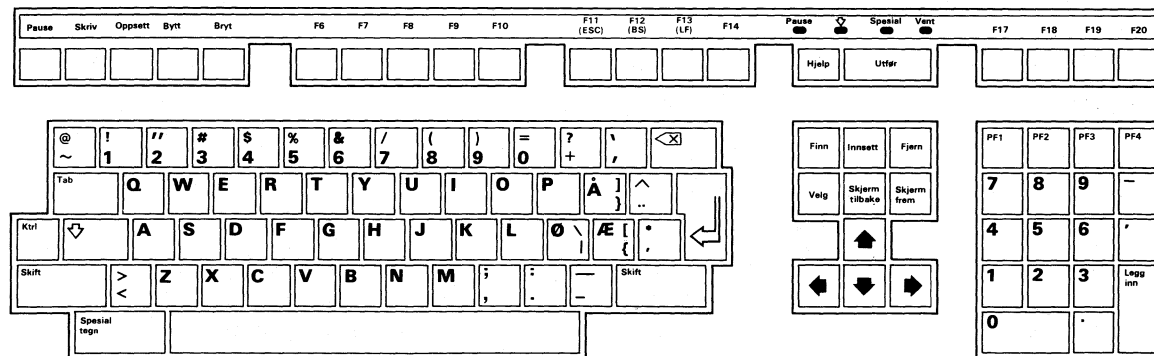 Pause Skriv Oppsett Bytt Bryt F6 F7 F8 F9 F10 F11 (ESC) F12 (BS) F13 (LF) F14 Pause Spesial Vent F17 F18 F19 F20
Hjelp Utfør
@ ! '' # $ % & / ( ) = ? ` Finn Innsett Fjern PF1 PF2 PF3 PF4
~ 1 2 3 4 5 6 7 8 9 0 + ´
Tab Q W E R T Y U I O P Å ] } ^ ¨ Velg Skjerm tilbake Skjerm frem 7 8 9 –
Ktrl A S D F G H J K L Ø \ | Æ [ { * ' 4 5 6 ,
Skift > < Z X C V B N M ; , : . — – Skift 1 2 3 Legg inn
Spesial tegn 0 .